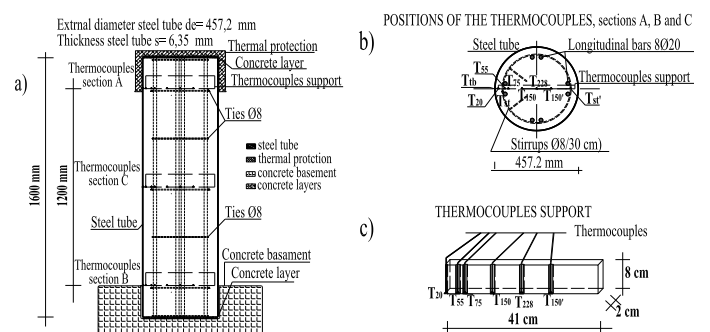 Extrnal diameter steel tube de= 457,2 mm
Thickness steel tube s= 6,35 mm
a)
Thermal protection
Concrete layer
Thermocouples support
Thermocouples
section A
Ties Ø8
steel tube
thermal protction
concrete basement
concrete layers
1600 mm
1200 mm
Thermocouples
section C
Steel tube
Ties Ø8
Concrete basament
Concrete layer
Thermocouples
section B
POSITIONS OF THE THERMOCOUPLES, sections A, B and C
b)
Steel tube
Longitudinal bars 8Ø20
Thermocouples support
T55
Ttb
T75
T228
T20
Tst
T150
T150'
Tst'
Stirrups Ø8/30 cm)
457.2 mm
c)
THERMOCOUPLES SUPPORT
Thermocouples
8 cm
T20
T55
T75
T150
T228
T150'
2 cm
41 cm